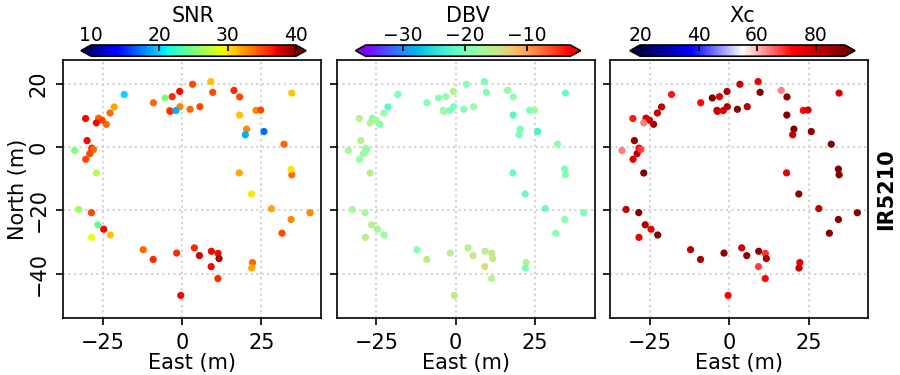 SNR DBV Xc
10 20 30 40 −30 −20 −10 20 40 60 80
20
0
−20
−40
North (m)
IR5210
−25 0 25 −25 0 25 −25 0 25
East (m) East (m) East (m)